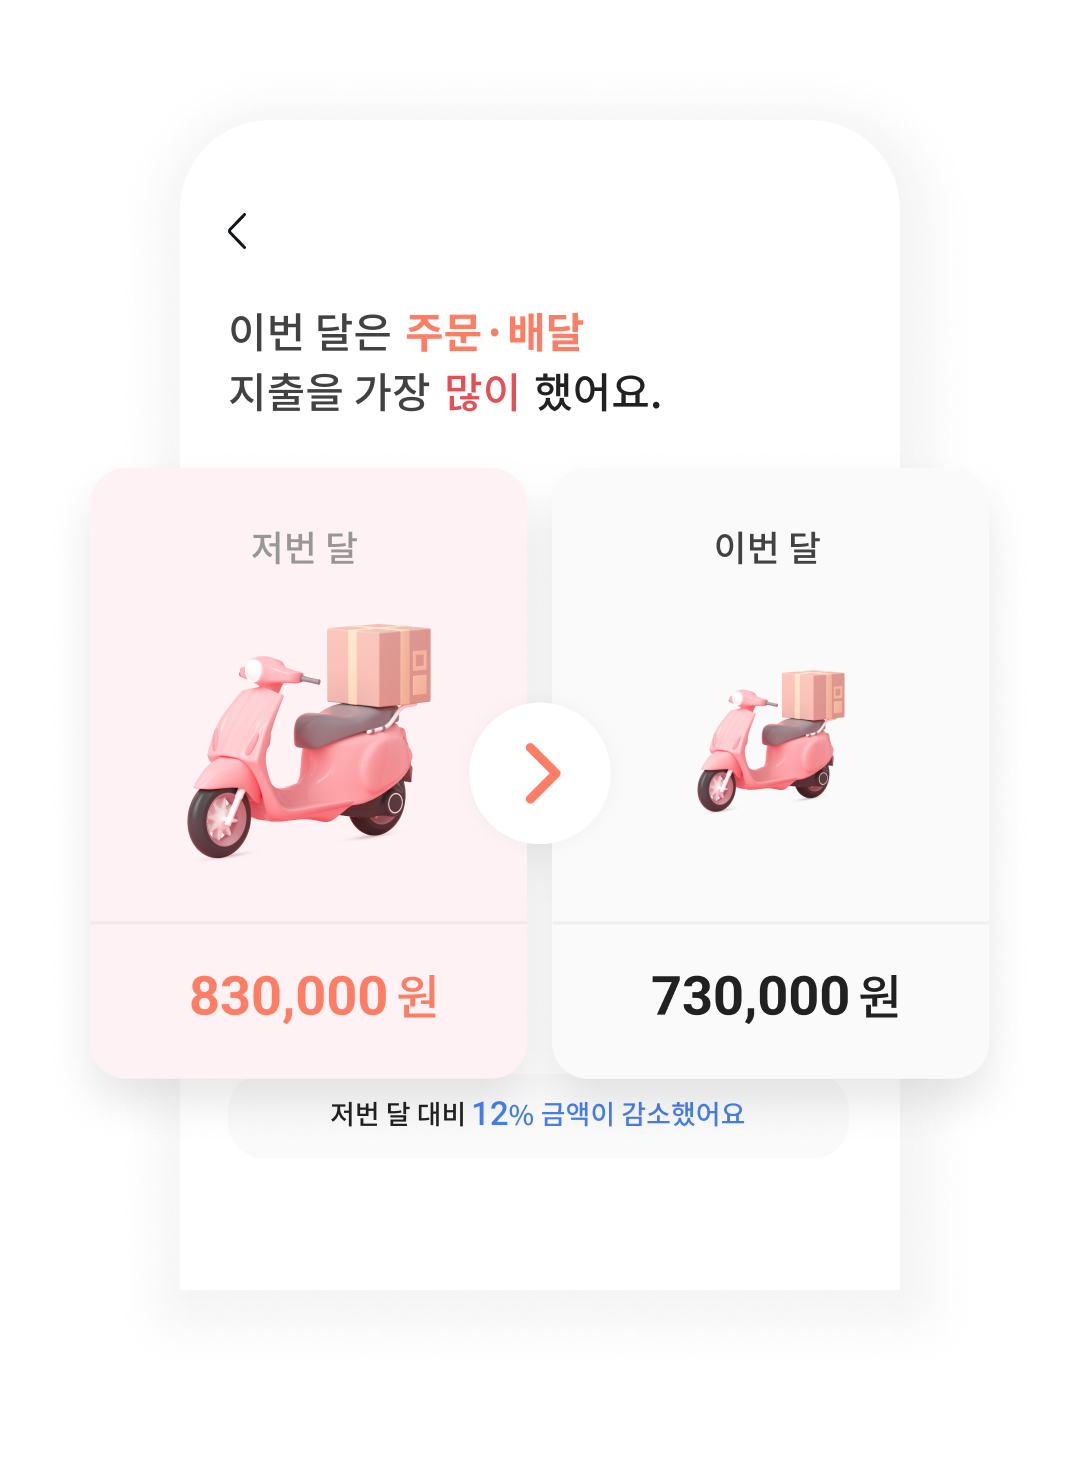 이번 달은 주문·배달
지출을 가장 많이 했어요.
저번 달
이번 달
830,000 원
730,000 원
저번 달 대비 12% 금액이 감소했어요